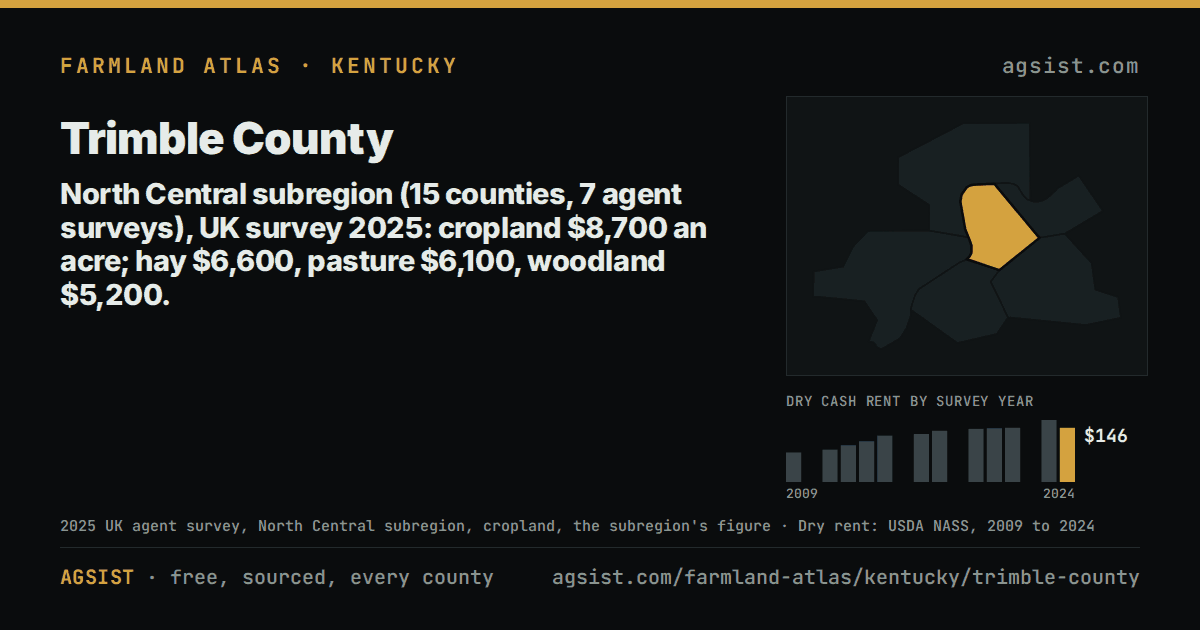 FARMLAND ATLAS · KENTUCKY
agsist.com
Trimble County
North Central subregion (15 counties, 7 agent
surveys), UK survey 2025: cropland $8,700 an
acre; hay $6,600, pasture $6,100, woodland
$5,200.
DRY CASH RENT BY SURVEY YEAR
$146
2009
2024
2025 UK agent survey, North Central subregion, cropland, the subregion's figure · Dry rent: USDA NASS, 2009 to 2024
AGSIST · free, sourced, every county
agsist.com/farmland-atlas/kentucky/trimble-county